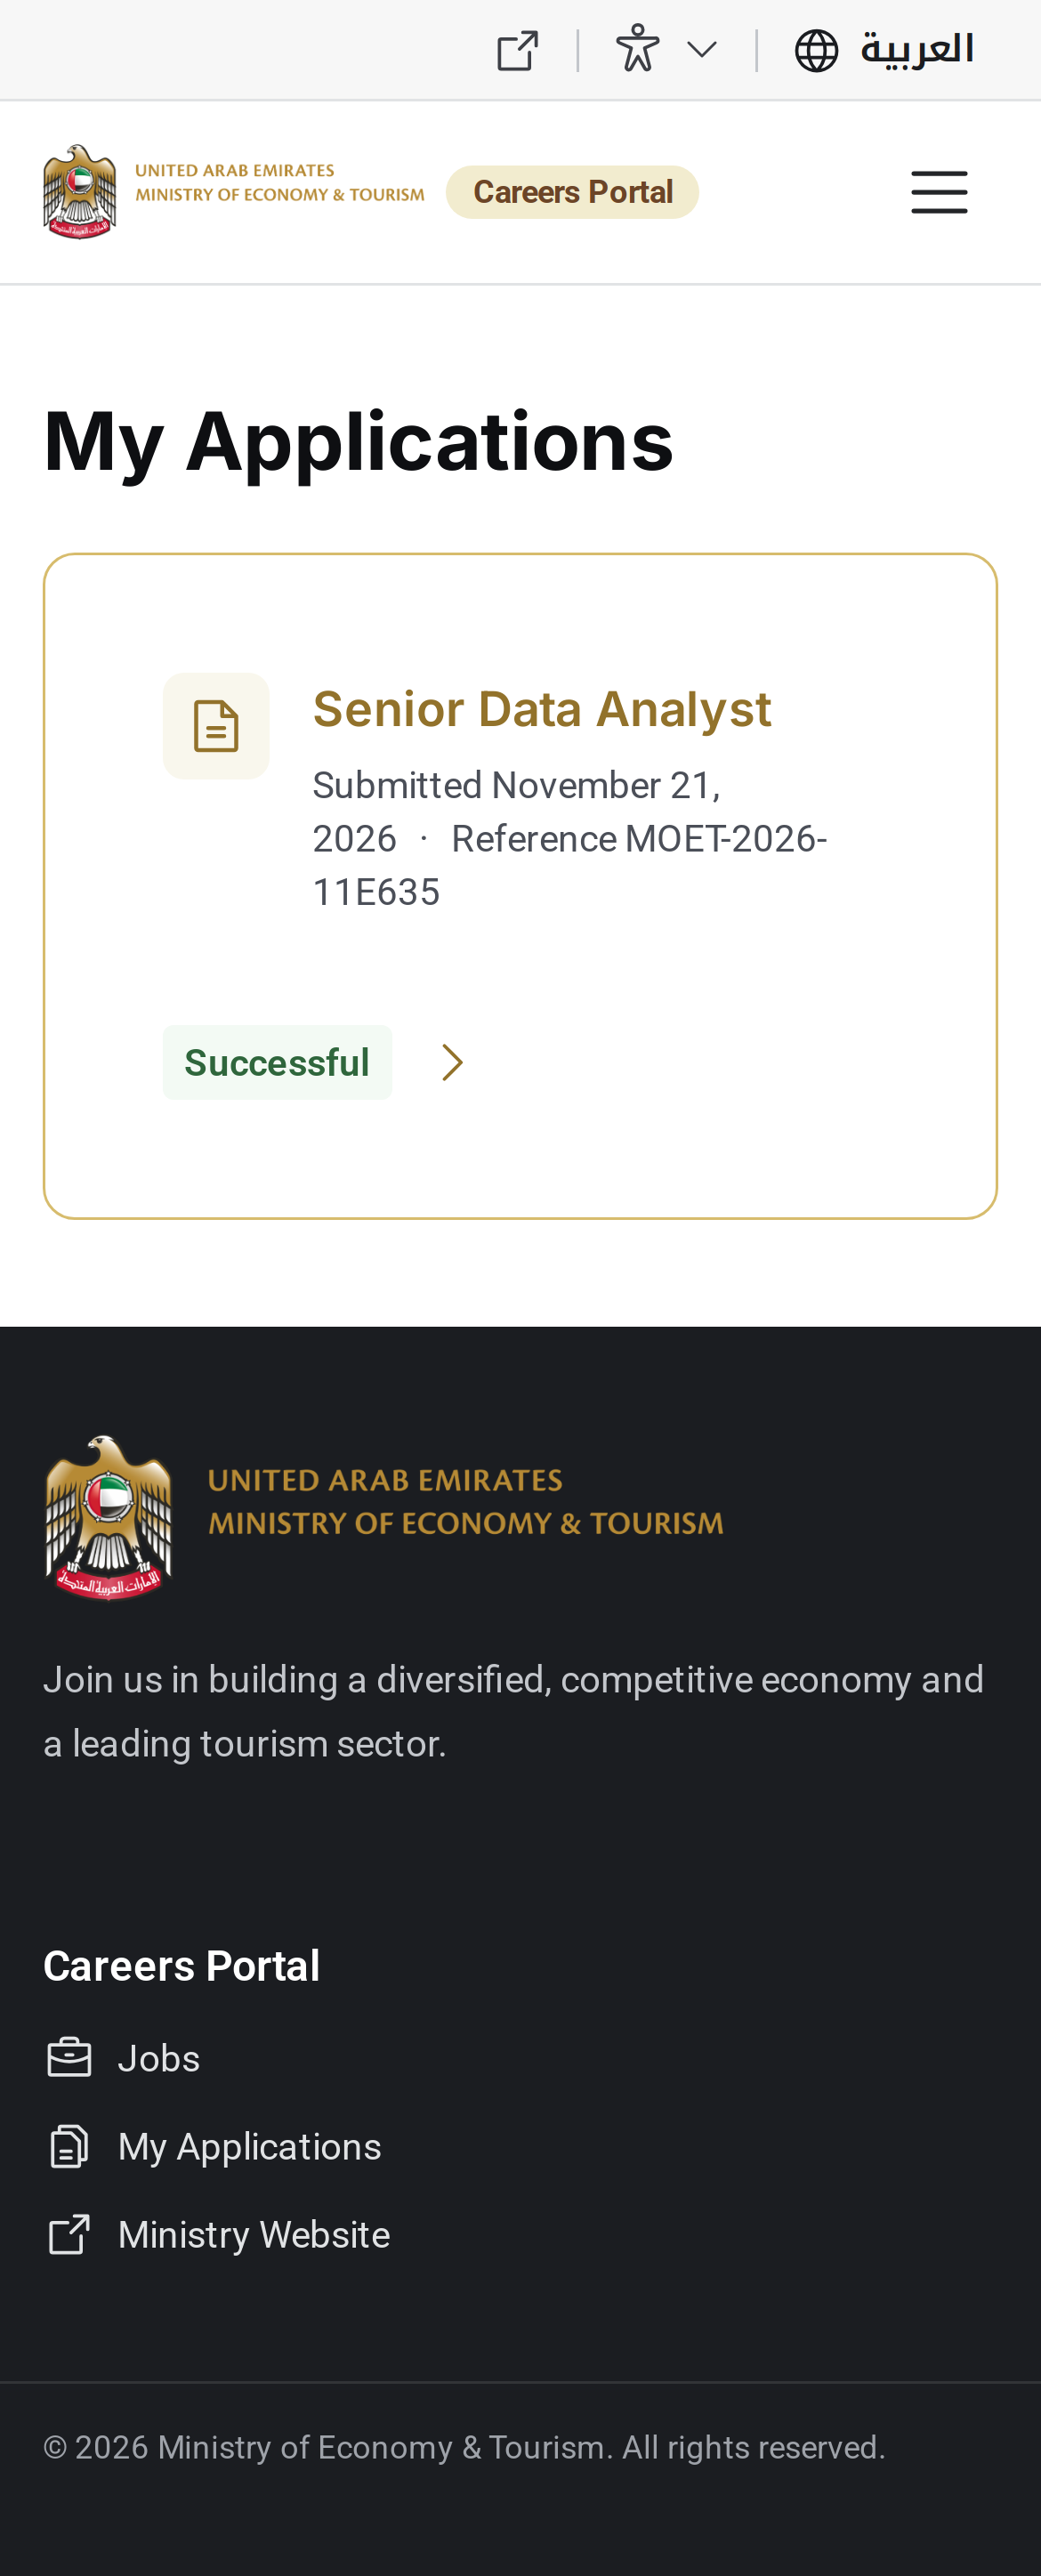 العربية
UNITED ARAB EMIRATES
MINISTRY OF ECONOMY & TOURISM
Careers Portal
My Applications
Senior Data Analyst
Submitted November 21,
2026 · Reference MOET-2026-
11E635
Successful
UNITED ARAB EMIRATES
MINISTRY OF ECONOMY & TOURISM
الإمارات العربية المتحدة
Join us in building a diversified, competitive economy and
a leading tourism sector.
Careers Portal
Jobs
My Applications
Ministry Website
© 2026 Ministry of Economy & Tourism. All rights reserved.